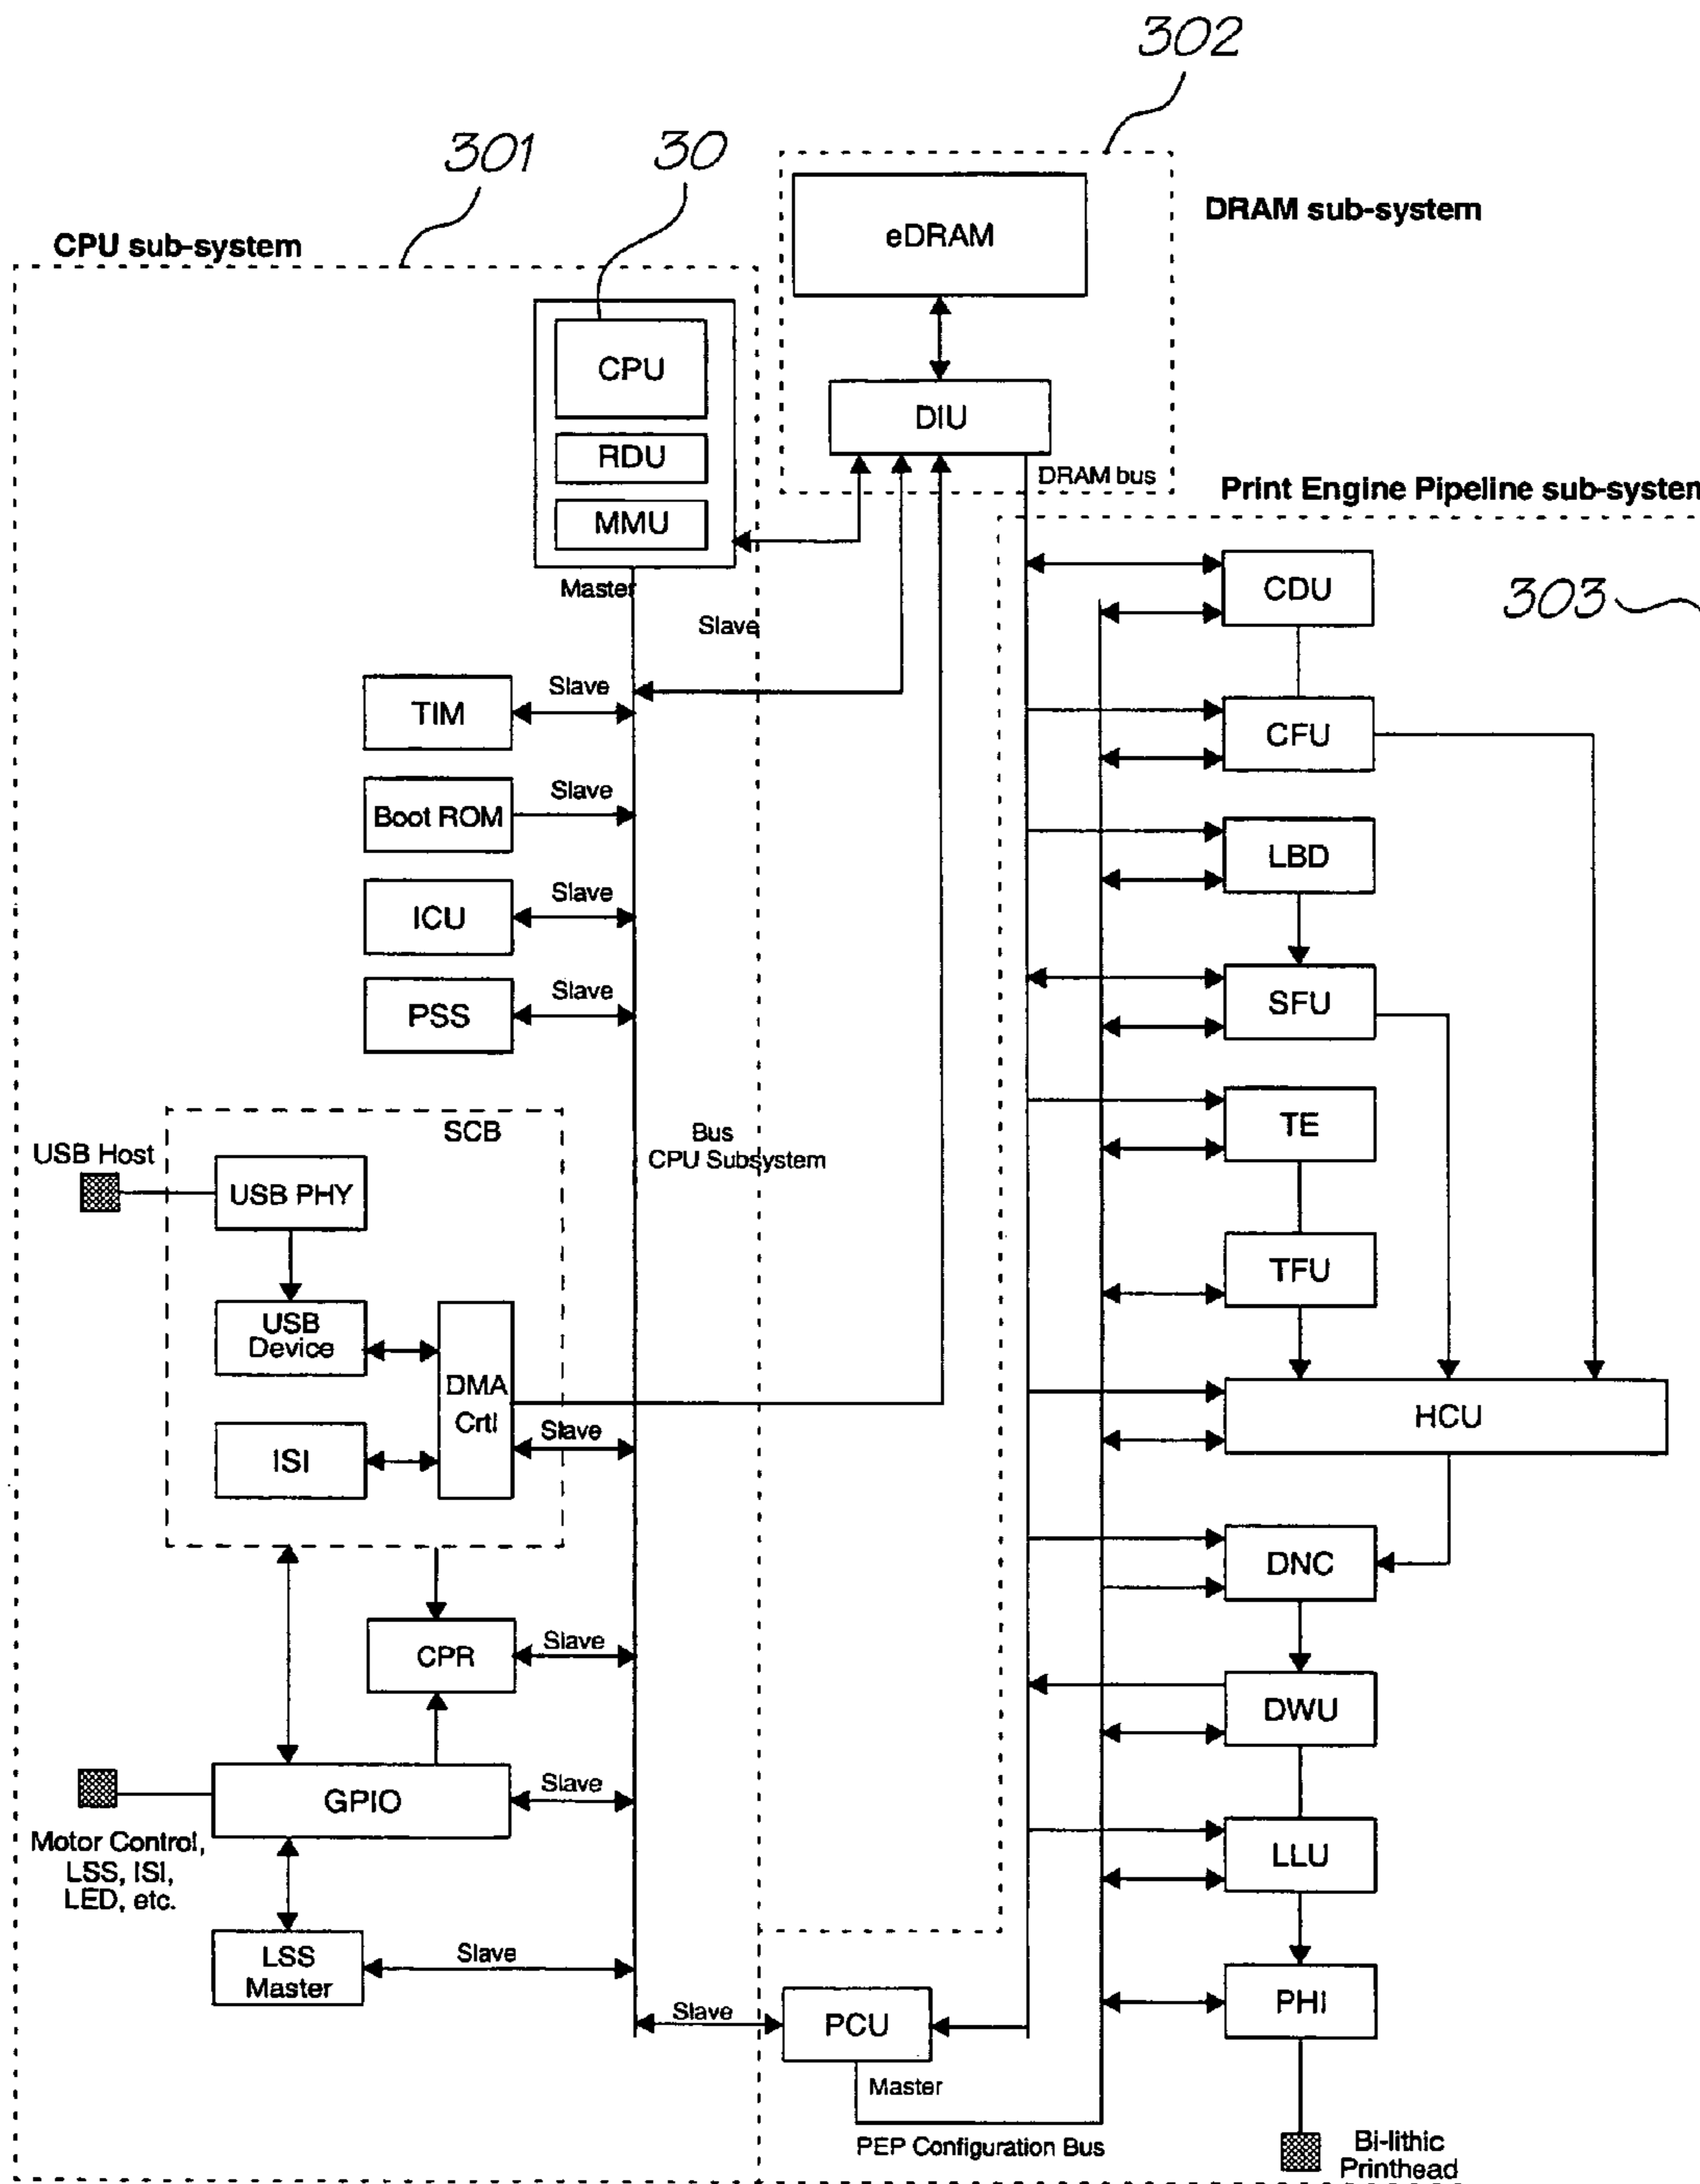 302
301
30
DRAM sub-system
CPU sub-system
eDRAM
CPU
DIU
RDU
DRAM bus
MMU
Print Engine Pipeline sub-system
Master
Slave
CDU
303
TIM
Slave
CFU
Boot ROM
Slave
LBD
ICU
Slave
PSS
Slave
SFU
SCB
TE
USB Host
Bus
CPU Subsystem
USB PHY
TFU
USB
Device
DMA
Crtl
Slave
HCU
ISI
DNC
CPR
Slave
DWU
GPIO
Slave
Motor Control,
LSS, ISI,
LED, etc.
LLU
LSS
Master
Slave
PHI
Slave
PCU
Master
PEP Configuration Bus
Bi-lithic
Printhead